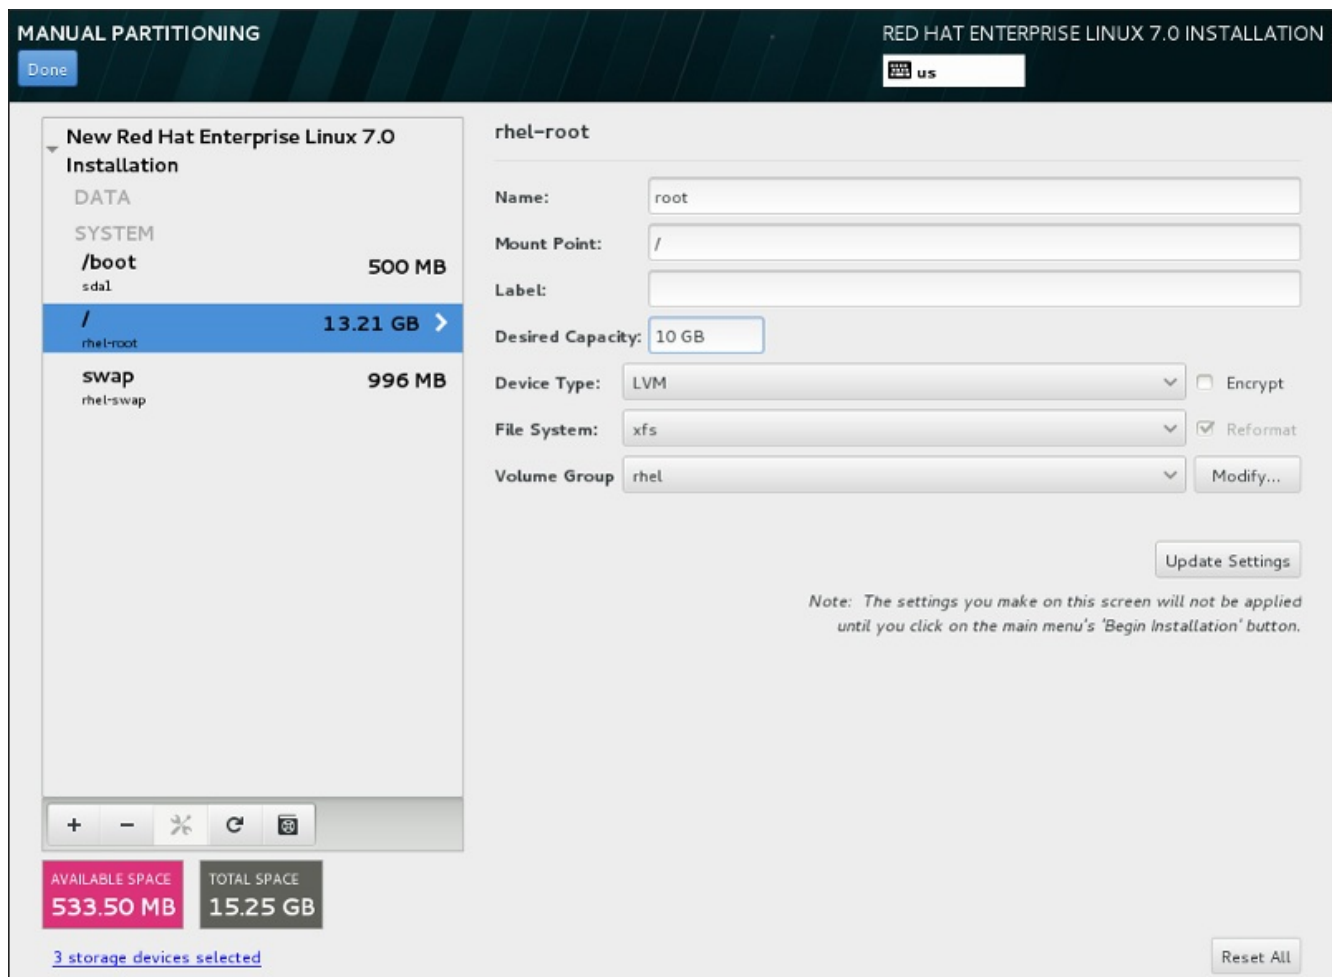 MANUAL PARTITIONING
RED HAT ENTERPRISE LINUX 7.0 INSTALLATION
Done
us
New Red Hat Enterprise Linux 7.0
Installation
DATA
SYSTEM
/boot
500 MB
sda1
/
13.21 GB
rhel-root
swap
996 MB
rhel-swap
+ -
AVAILABLE SPACE
533.50 MB
TOTAL SPACE
15.25 GB
3 storage devices selected
rhel-root
Name: root
Mount Point: /
Label:
Desired Capacity: 10 GB
Device Type: LVM Encrypt
File System: xfs Reformat
Volume Group rhel Modify...
Update Settings
Note: The settings you make on this screen will not be applied
until you click on the main menu's 'Begin Installation' button.
Reset All